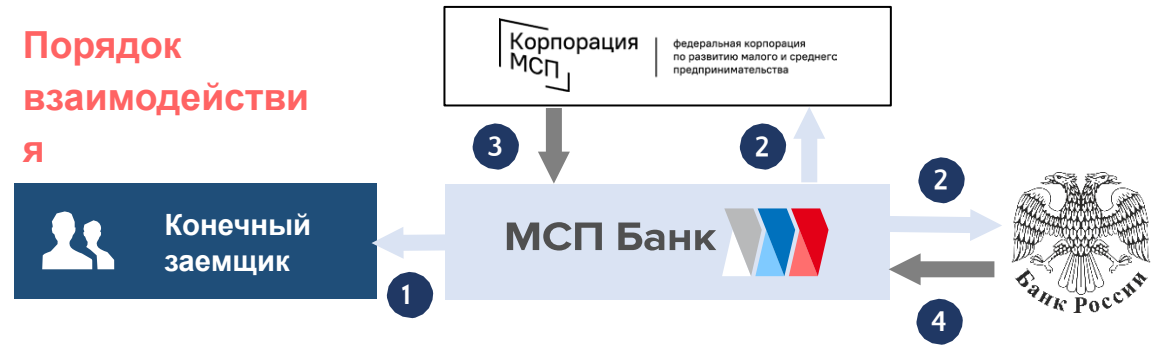 Порядок
взаимодействи
я
Корпорация
МСП
федеральная корпорация
по развитию малого и среднегс
предпринимательства
3
2
2
Конечный
заемщик
МСП Банк
1
4
Банк России